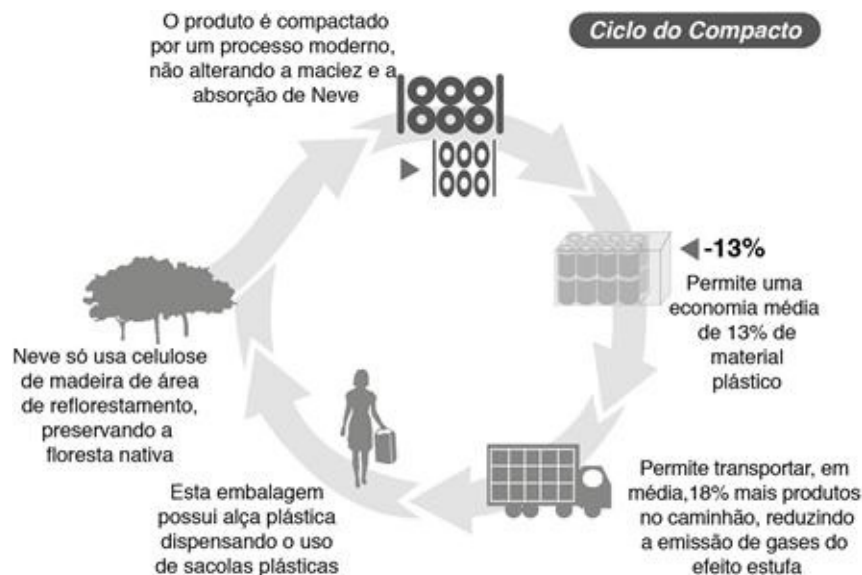 Ciclo do Compacto
O produto é compactado
por um processo moderno,
não alterando a maciez e a
absorção de Neve
-13%
Permite uma
economia média
de 13% de
material
plástico
Permite transportar, em
média,18% mais produtos
no caminhão, reduzindo
a emissão de gases do
efeito estufa
Esta embalagem
possui alça plástica
dispensando o uso
de sacolas plásticas
Neve só usa celulose
de madeira de área
de reflorestamento,
preservando a
floresta nativa